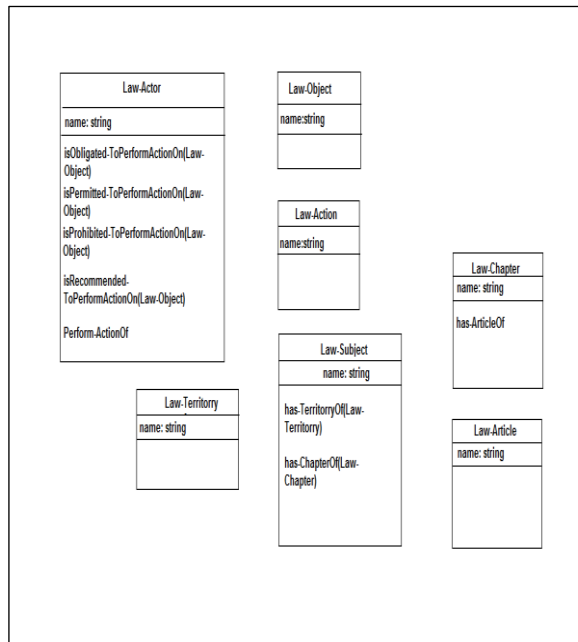 Law-Actor
name: string
isObligated-ToPerformActionOn(Law-
Object)
isPermitted-ToPerformActionOn(Law-
Object)
isProhibited-ToPerformActionOn(Law-
Object)
isRecommended-
ToPerformActionOn(Law-Object)
Perform-ActionOf
Law-Object
name:string
Law-Action
name:string
Law-Chapter
name: string
has-ArticleOf
Law-Subject
name: string
has-TerritorryOf(Law-
Territorry)
has-ChapterOf(Law-
Chapter)
Law-Territorry
name: string
Law-Article
name: string